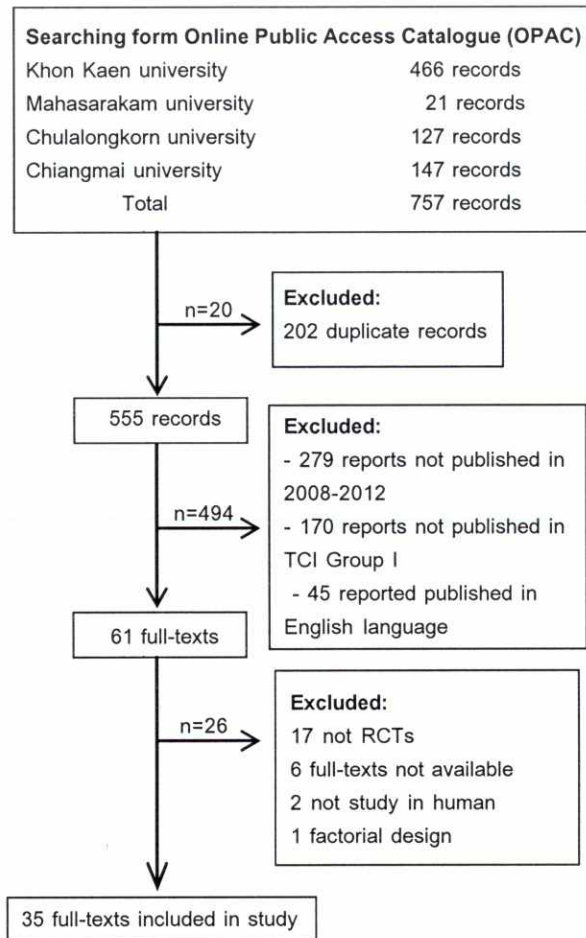 Searching form Online Public Access Catalogue (OPAC)
Khon Kaen university 466 records
Mahasarakam university 21 records
Chulalongkorn university 127 records
Chiangmai university 147 records
Total 757 records
n=20
Excluded:
202 duplicate records
555 records
n=494
Excluded:
- 279 reports not published in
2008-2012
- 170 reports not published in
TCI Group I
- 45 reported published in
English language
61 full-texts
n=26
Excluded:
17 not RCTs
6 full-texts not available
2 not study in human
1 factorial design
35 full-texts included in study